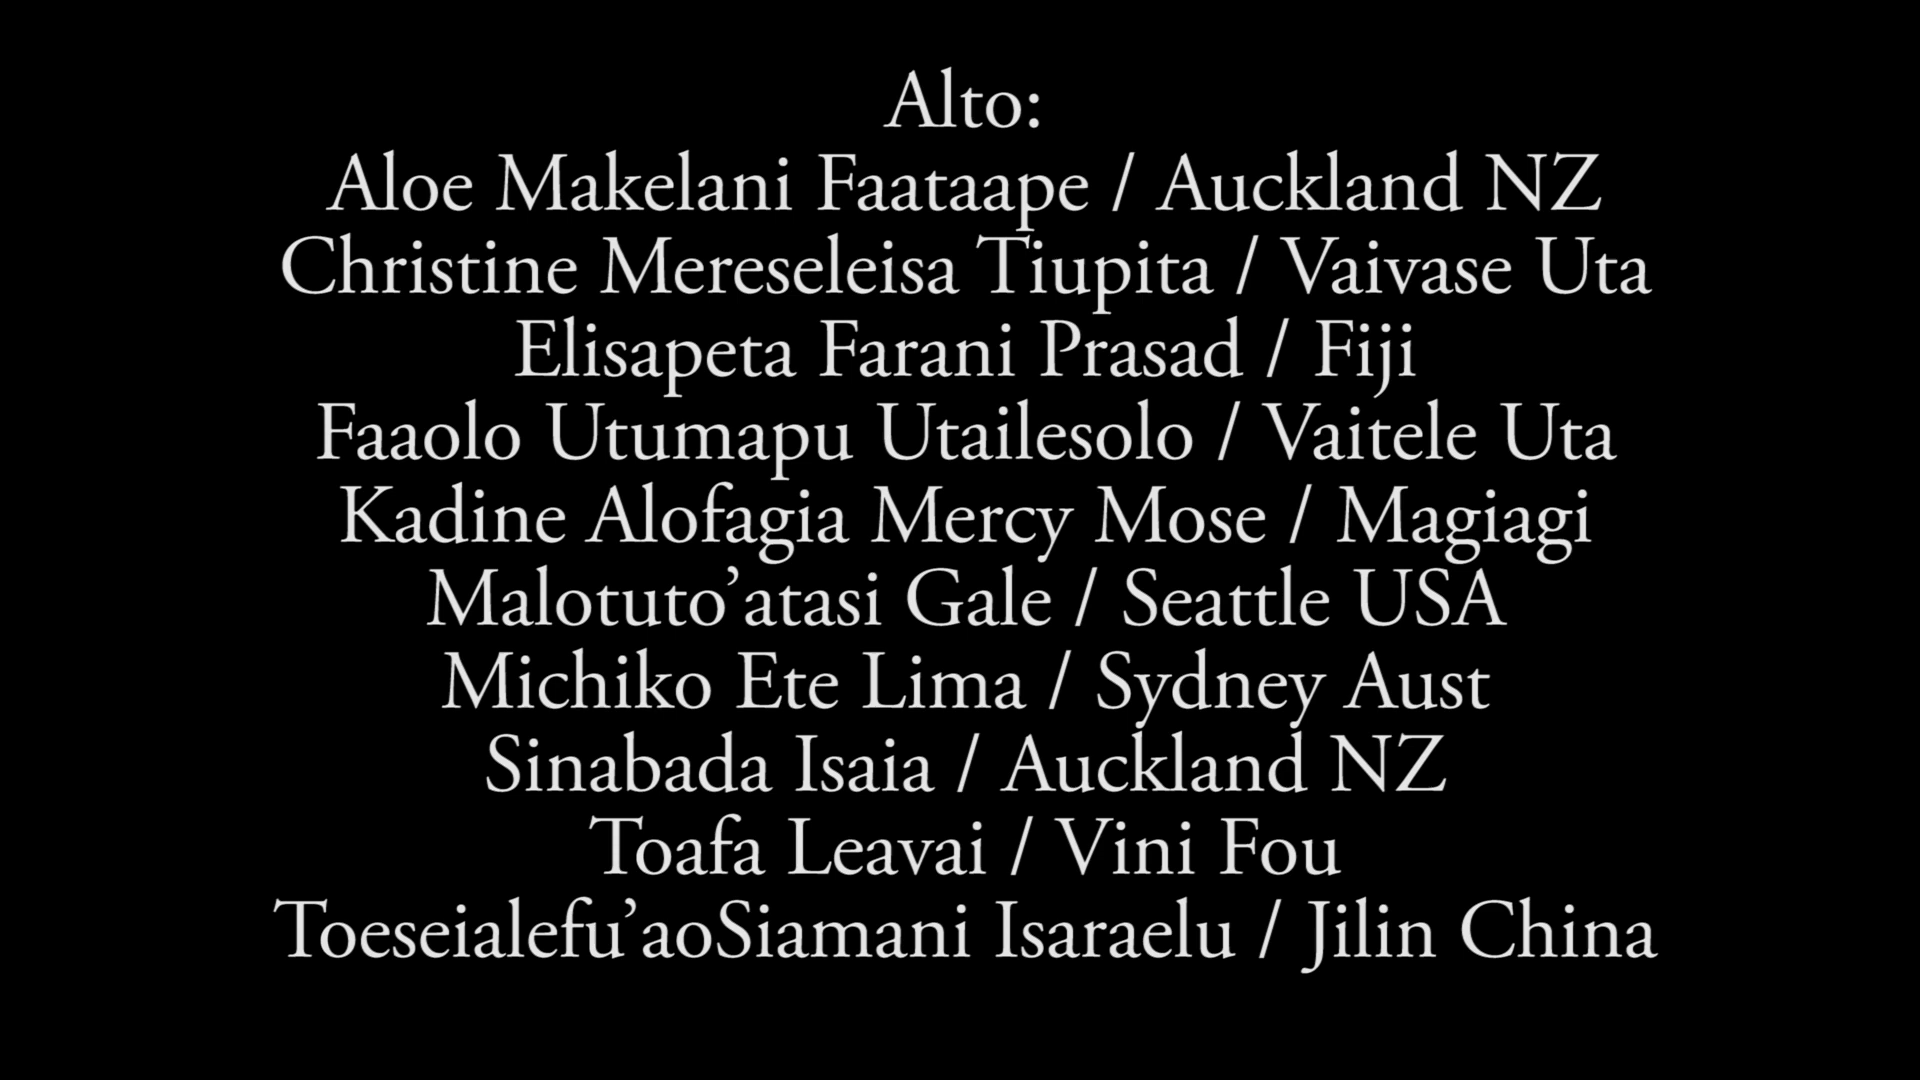 Alto:
Aloe Makelani Faataape / Auckland NZ
Christine Mereseleisa Tiupita / Vaivase Uta
Elisapeta Farani Prasad / Fiji
Faaolo Utumapu Utailesolo / Vaitele Uta
Kadine Alofagia Mercy Mose / Magiagi
Malotuto’atasi Gale / Seattle USA
Michiko Ete Lima / Sydney Aust
Sinabada Isaia / Auckland NZ
Toafa Leavai / Vini Fou
Toeseialefu’aoSiamani Isaraelu / Jilin China